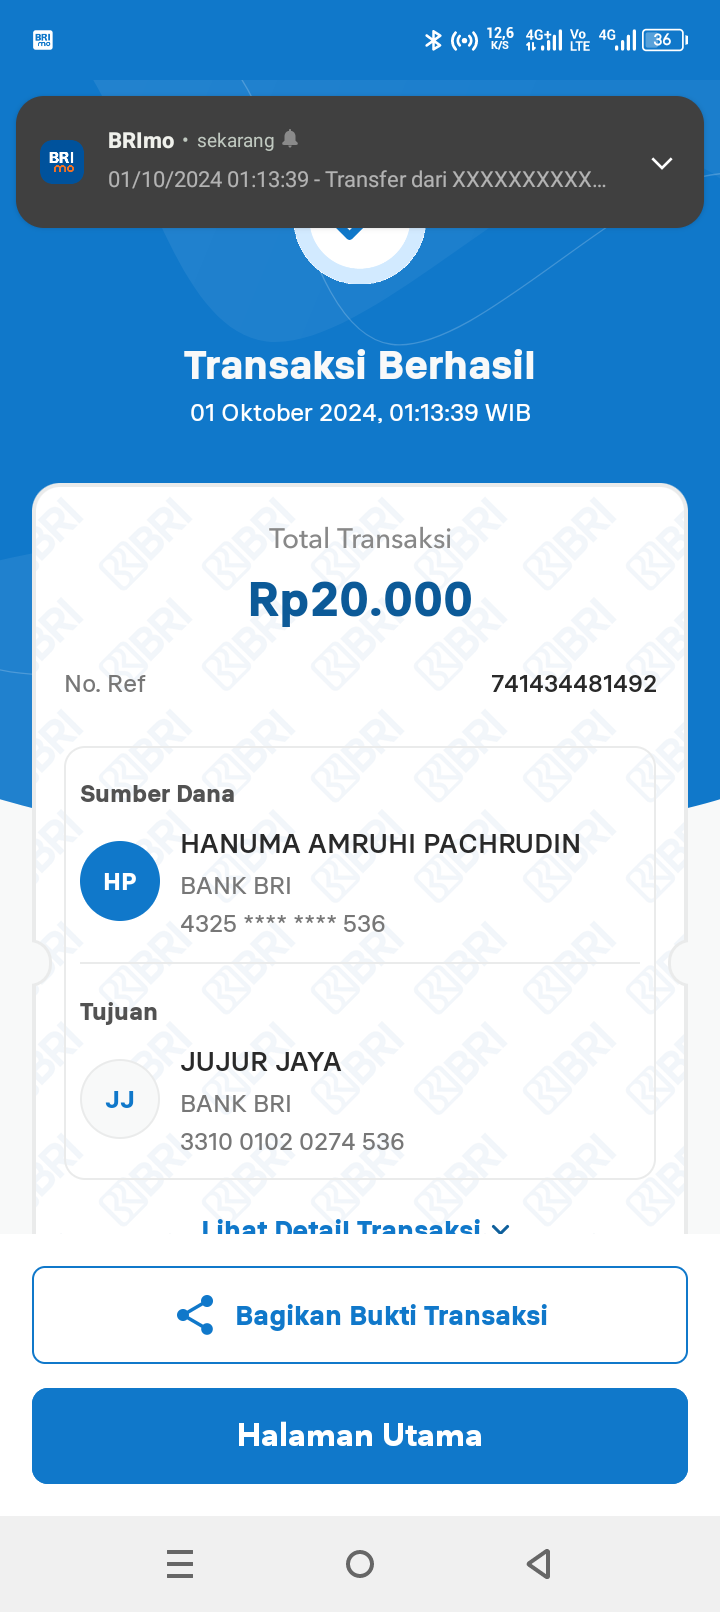 BRI
mo
12,6
K/S
4G+
Vo
LTE
4G
36
BRI
mo
BRImo • sekarang
01/10/2024 01:13:39 - Transfer dari XXXXXXXXXX...
Transaksi Berhasil
01 Oktober 2024, 01:13:39 WIB
Total Transaksi
Rp20.000
No. Ref 741434481492
Sumber Dana
HP
HANUMA AMRUHI PACHRUDIN
BANK BRI
4325 **** **** 536
Tujuan
JJ
JUJUR JAYA
BANK BRI
3310 0102 0274 536
Lihat Detail Transaksi
Bagikan Bukti Transaksi
Halaman Utama